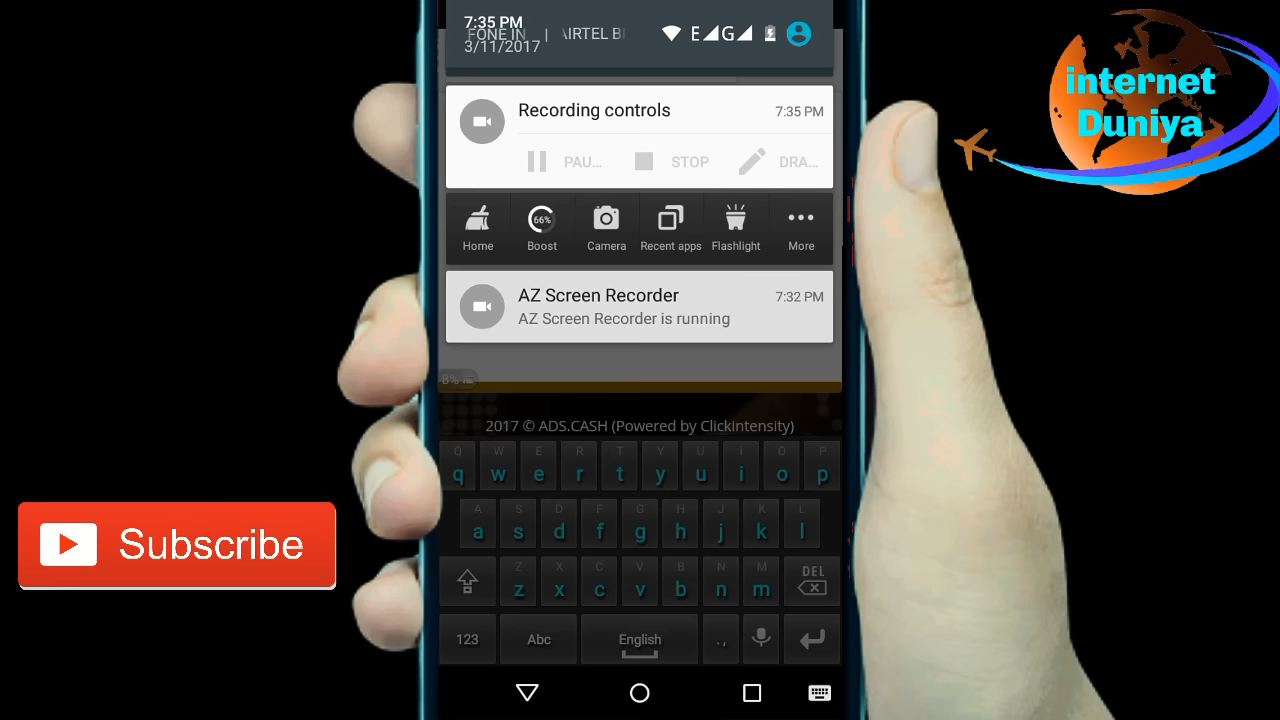 7:35 PM
FONE IN | AIRTEL
3/11/2017
E G
internet
Duniya
Recording controls 7:35 PM
PAU... STOP DRA...
66%
Home Boost Camera Recent apps Flashlight More
AZ Screen Recorder 7:32 PM
AZ Screen Recorder is running
8%
2017 © ADS.CASH (Powered by Clickintensity)
Q W E R T Y U I O P
q w e r t y u i o p
A S D F G H J K L
a s d f g h j k l
Z X C V B N M DEL
z x c v b n m
123 Abc English .,
Subscribe